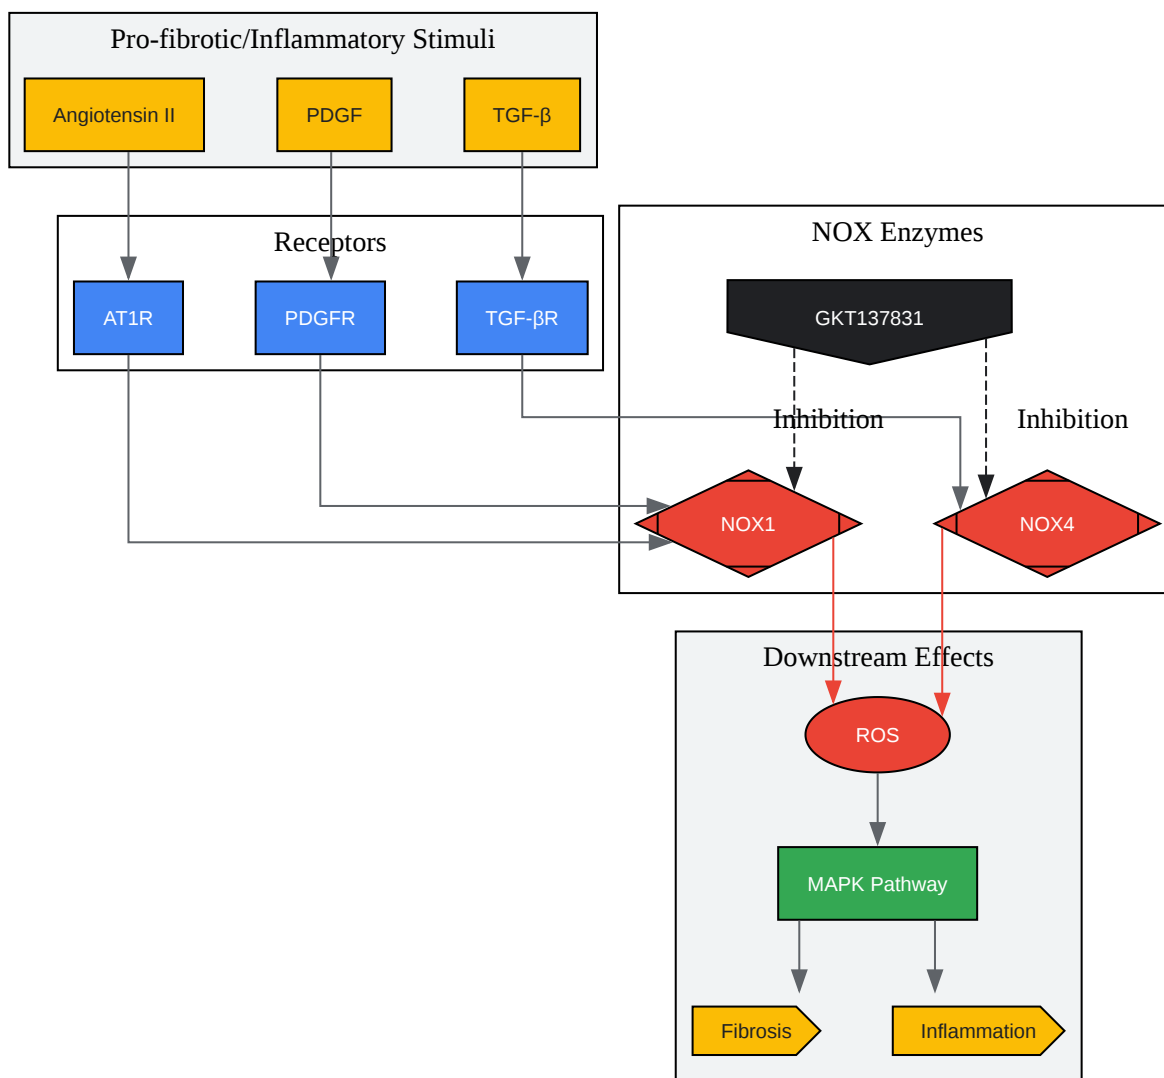 Pro-fibrotic/Inflammatory Stimuli
Angiotensin II
PDGF
TGF-β
Receptors
AT1R
PDGFR
TGF-βR
NOX Enzymes
GKT137831
Inhibition
Inhibition
NOX1
NOX4
Downstream Effects
ROS
MAPK Pathway
Fibrosis
Inflammation